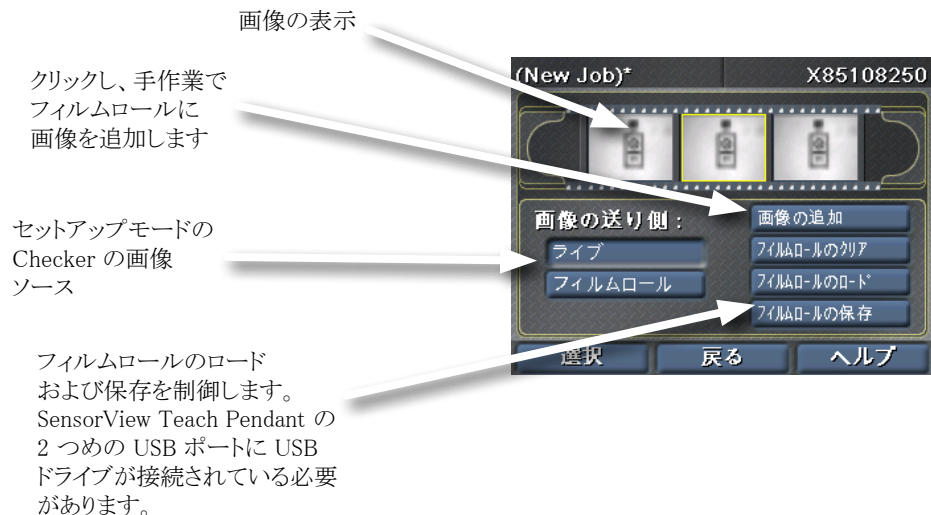 画像の表示
クリックし、手作業で
フィルムロールに
画像を追加します
セットアップモードの
Checker の画像
ソース
フィルムロールのロード
および保存を制御します。
SensorView Teach Pendant の
2 つめの USB ポートに USB
ドライブが接続されている必要
があります。
(New Job)*
X85108250
画像の送り側：
ライブ
フィルムロール
画像の追加
ﾌｨﾙﾑﾛｰﾙのｸﾘｱ
ﾌｨﾙﾑﾛｰﾙのﾛｰﾄﾞ
ﾌｨﾙﾑﾛｰﾙの保存
選択
戻る
ヘルプ